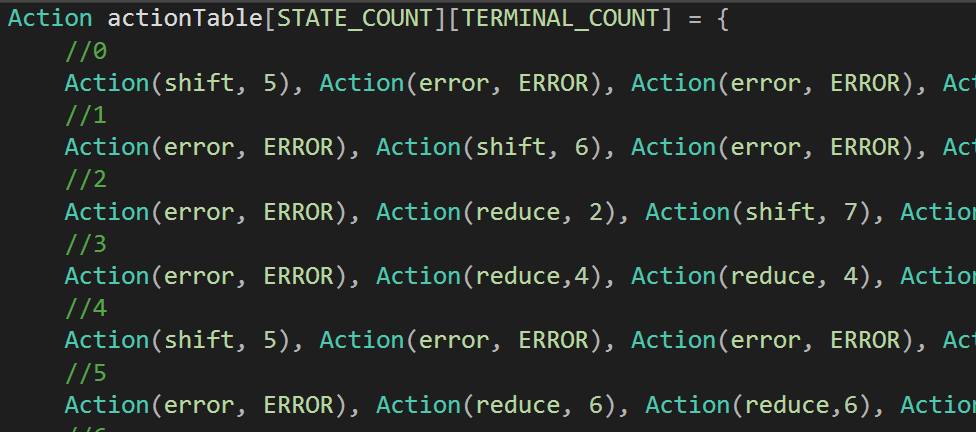 Action actionTable[STATE_COUNT][TERMINAL_COUNT] = {
//0
Action(shift, 5), Action(error, ERROR), Action(error, ERROR), Act
//1
Action(error, ERROR), Action(shift, 6), Action(error, ERROR), Act
//2
Action(error, ERROR), Action(reduce, 2), Action(shift, 7), Action
//3
Action(error, ERROR), Action(reduce,4), Action(reduce, 4), Action
//4
Action(shift, 5), Action(error, ERROR), Action(error, ERROR), Act
//5
Action(error, ERROR), Action(reduce, 6), Action(reduce,6), Action